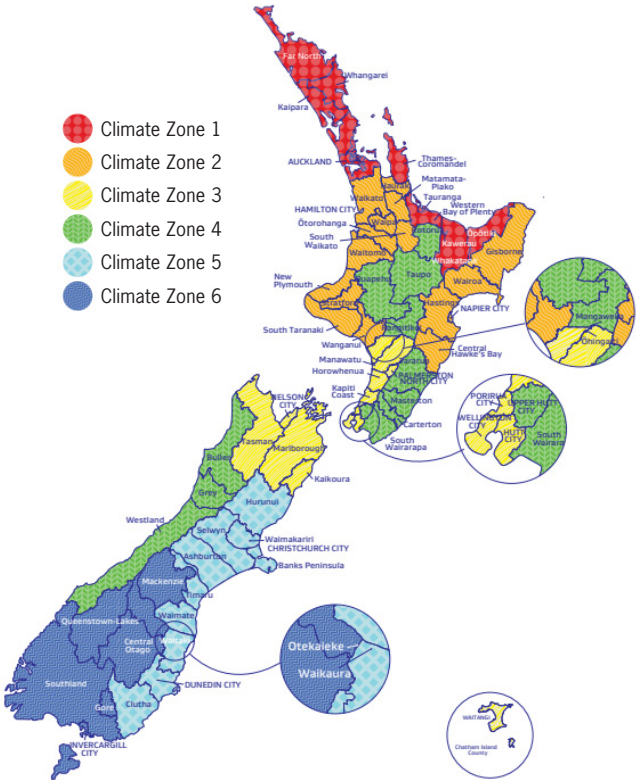 Far North
Whangarei
Kaipara
Climate Zone 1
Climate Zone 2
Climate Zone 3
Climate Zone 4
Climate Zone 5
Climate Zone 6
AUCKLAND
Thames-
Coromandel
Hauraki
Matamata-
Piako
Waikato
Tauranga
Western
Bay of Plenty
HAMILTON CITY
Waipa
Ōtorohanga
Rotorua
Kawerau
Ōpōtiki
South
Waikato
Whakatane
Gisborne
Waitomo
Ruapehu
Taupo
Wairoa
New
Plymouth
Stratford
Hastings
NAPIER CITY
South Taranaki
Rangitikei
Wanganui
Central
Hawke's Bay
Manawatu
Tararua
Horowhenua
PALMERSTON
NORTH CITY
Kapiti
Coast
Masterton
Carterton
South
Wairarapa
Mangaweka
Ōhingaiti
PORIRUA
CITY
UPPER HUTT
CITY
WELLINGTON
CITY
HUTT
CITY
South
Wairara
NELSON
CITY
Tasman
Marlborough
Buller
Kaikoura
Grey
Hurunui
Westland
Selwyn
Waimakariri
CHRISTCHURCH CITY
Ashburton
Banks Peninsula
Mackenzie
Timaru
Waimate
Queenstown-Lakes
Central
Otago
Waitaki
Otekaieke
Waikaura
Southland
DUNEDIN CITY
Gore
Clutha
INVERCARGILL
CITY
WAITANGI
Chatham Island
County